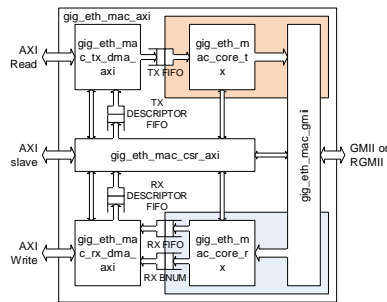 gig_eth_mac_axi
AXI
Read
gig_eth_ma
c_tx_dma_
axi
TX FIFO
gig_eth_m
ac_core_t
x
TX
DESCRIPTOR
FIFO
AXI
slave
gig_eth_mac_csr_axi
gig_eth_mac_gmii
GMII or
RGMII
RX
DESCRIPTOR
FIFO
AXI
Write
gig_eth_ma
c_rx_dma_
axi
RX FIFO
RX BNUM
gig_eth_m
ac_core_r
x